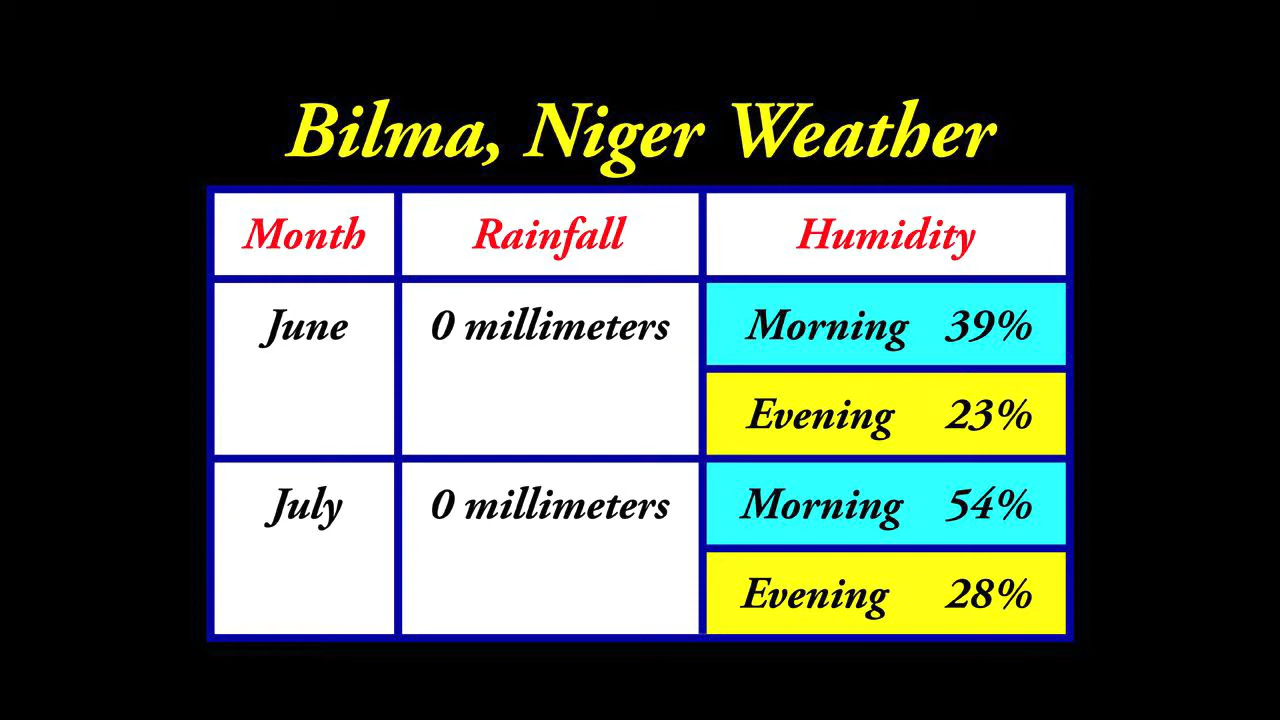 Bilma, Niger Weather
Month Rainfall Humidity
June 0 millimeters Morning 39%
Evening 23%
July 0 millimeters Morning 54%
Evening 28%